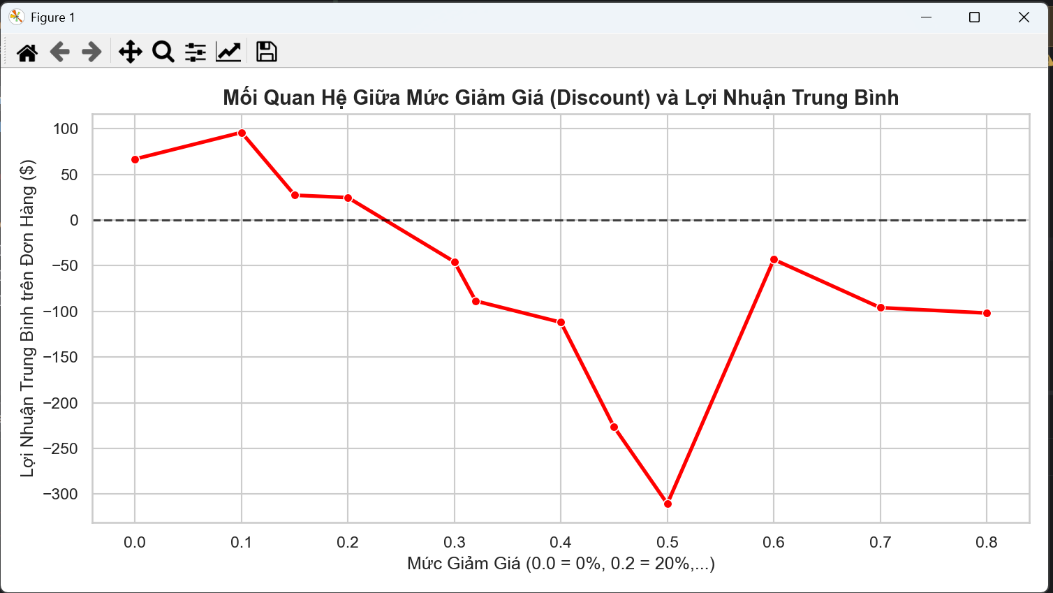 Figure 1
Mối Quan Hệ Giữa Mức Giảm Giá (Discount) và Lợi Nhuận Trung Bình
Lợi Nhuận Trung Bình trên Đơn Hàng ($)
100
50
0
−50
−100
−150
−200
−250
−300
0.0 0.1 0.2 0.3 0.4 0.5 0.6 0.7 0.8
Mức Giảm Giá (0.0 = 0%, 0.2 = 20%,...)